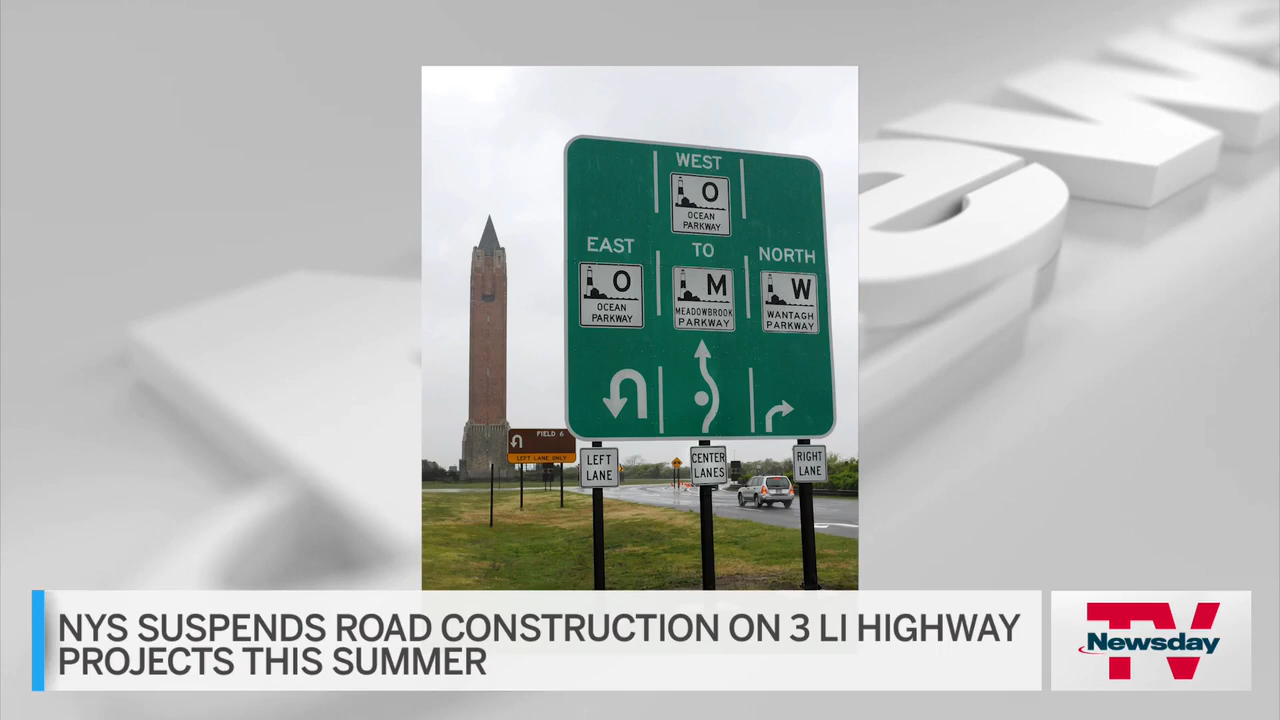 WEST
O
OCEAN
PARKWAY
EAST
TO
NORTH
O
OCEAN
PARKWAY
M
MEADOWBROOK
PARKWAY
W
WANTAGH
PARKWAY
FIELD 6
LEFT LANE ONLY
LEFT
LANE
CENTER
LANES
RIGHT
LANE
NYS SUSPENDS ROAD CONSTRUCTION ON 3 LI HIGHWAY
PROJECTS THIS SUMMER
TV
Newsday